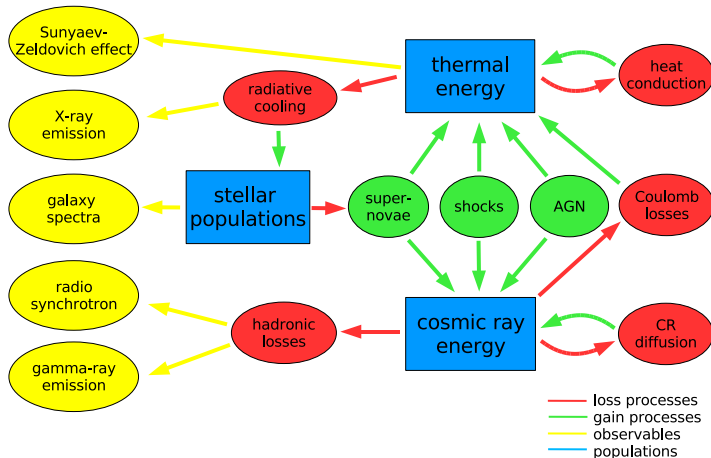 Sunyaev-
Zeldovich effect
thermal
energy
heat
conduction
radiative
cooling
X-ray
emission
galaxy
spectra
stellar
populations
super-
novae
shocks
AGN
Coulomb
losses
radio
synchrotron
hadronic
losses
cosmic ray
energy
CR
diffusion
gamma-ray
emission
loss processes
gain processes
observables
populations